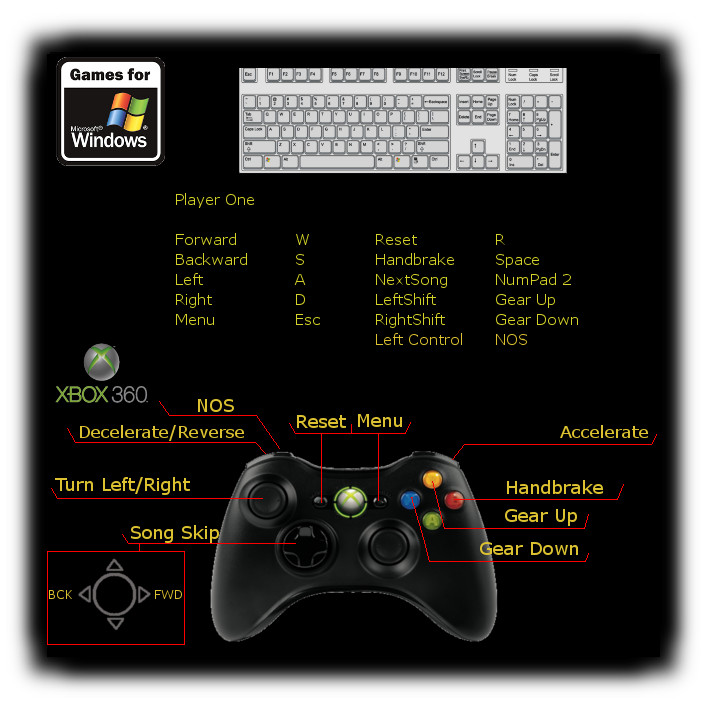 Games for
Microsoft®
Windows®
Player One
Forward W Reset R
Backward S Handbrake Space
Left A NextSong NumPad 2
Right D LeftShift Gear Up
Menu Esc RightShift Gear Down
Left Control NOS
XBOX 360
NOS
Reset Menu
Decelerate/Reverse
Accelerate
Turn Left/Right
Handbrake
Gear Up
Song Skip
Gear Down
BCK FWD
X
A